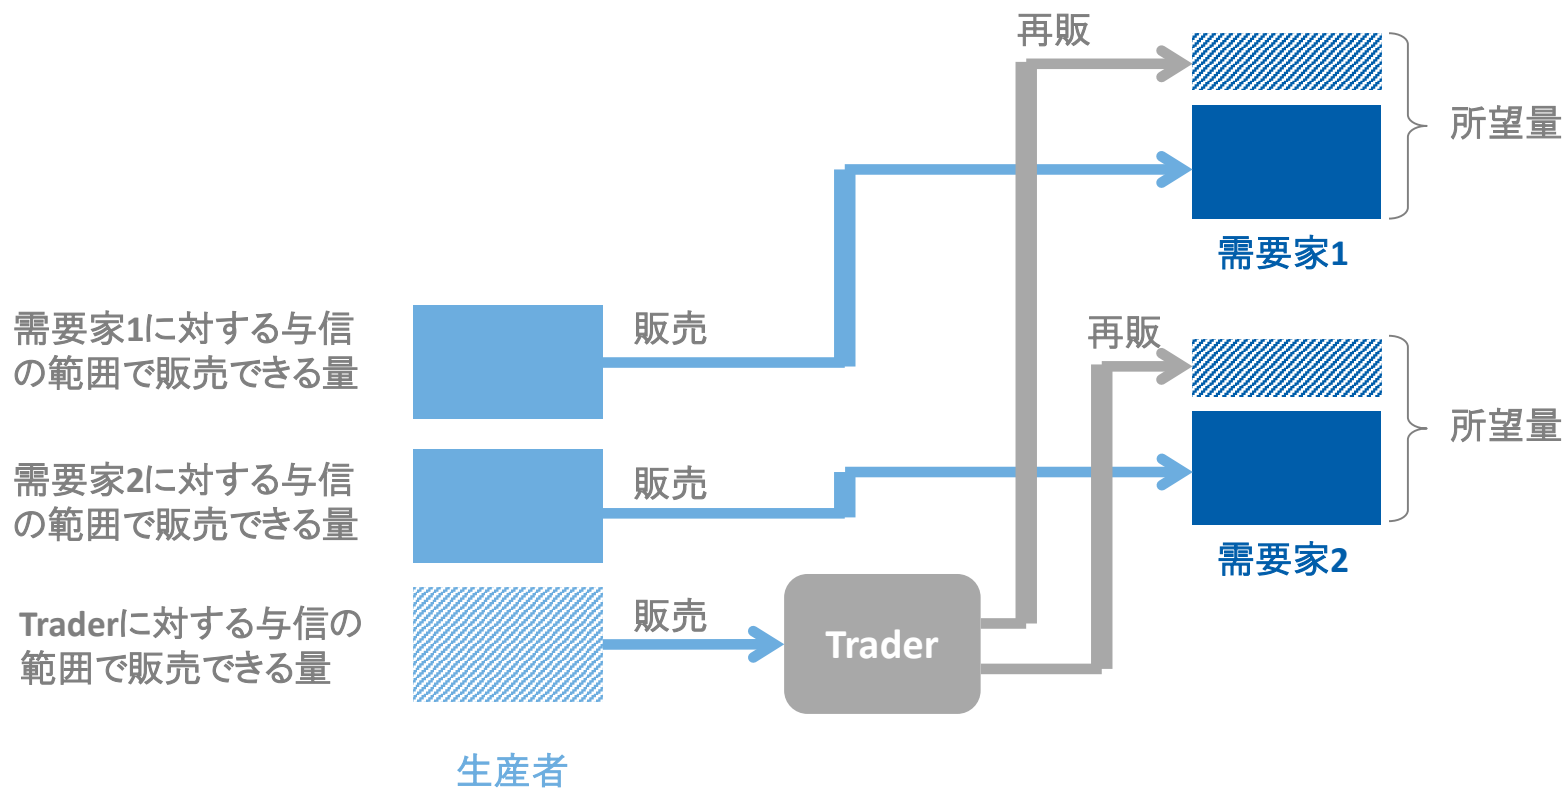 再販
所望量
需要家1
需要家1に対する与信
の範囲で販売できる量
販売
再販
所望量
需要家2に対する与信
の範囲で販売できる量
販売
需要家2
Traderに対する与信の
範囲で販売できる量
販売
Trader
生産者